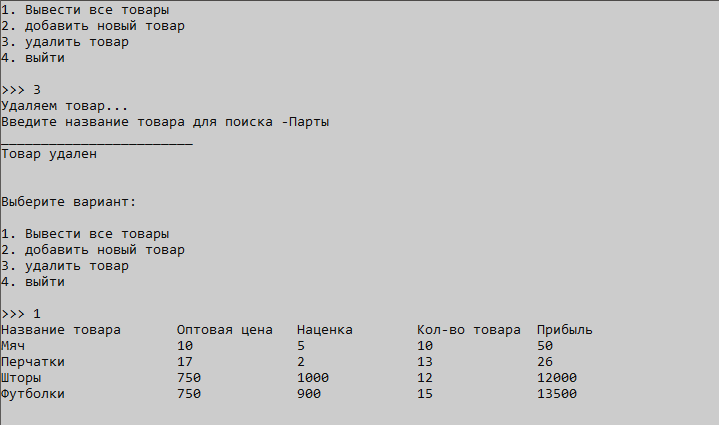 1. Вывести все товары
2. добавить новый товар
3. удалить товар
4. выйти
>>> 3
Удаляем товар...
Введите название товара для поиска -Парты
________________________
Товар удален
Выберите вариант:
1. Вывести все товары
2. добавить новый товар
3. удалить товар
4. выйти
>>> 1
Название товара Оптовая цена Наценка Кол-во товара Прибыль
Мяч 10 5 10 50
Перчатки 17 2 13 26
Шторы 750 1000 12 12000
Футболки 750 900 15 13500